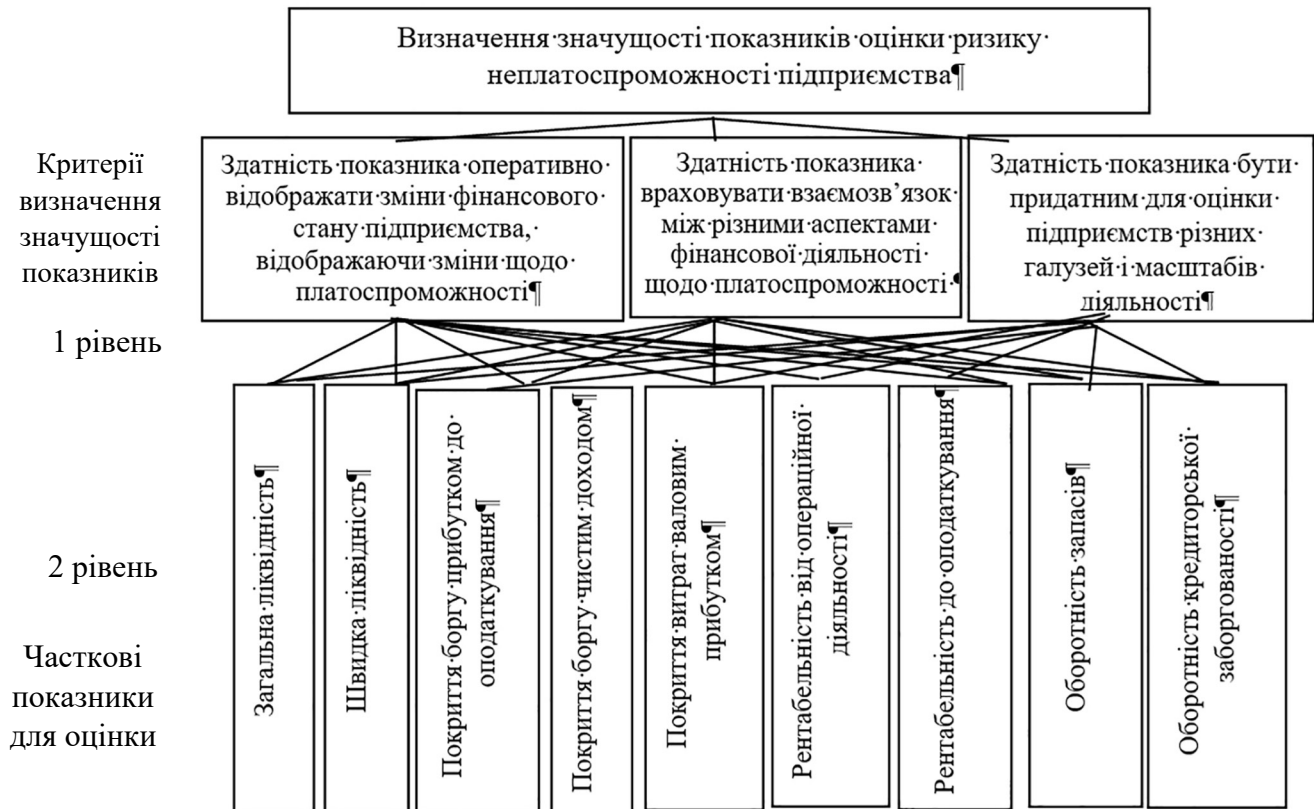 Визначення·значущості·показників·оцінки·ризику·
неплатоспроможності·підприємства¶
Критерії
визначення
значущості
показників
Здатність·показника·оперативно·
відображати·зміни·фінансового·
стану·підприємства,·
відображаючи·зміни·щодо·
платоспроможності¶
Здатність·показника·
враховувати·взаємозв’язок·
між·різними·аспектами·
фінансової·діяльності·
щодо·платоспроможності·¶
Здатність·показника·бути·
придатним·для·оцінки·
підприємств·різних·
галузей·і·масштабів·
діяльності¶
1 рівень
2 рівень
Часткові
показники
для оцінки
Загальна·ліквідність¶
Швидка·ліквідність¶
Покриття·боргу·прибутком·до·
оподаткування¶
Покриття·боргу·чистим·доходом¶
Покриття·витрат·валовим·
прибутком¶
Рентабельність·від·операційної·
діяльності¶
Рентабельність·до·оподаткування¶
Оборотність·запасів¶
Оборотність·кредиторської·
заборгованості¶